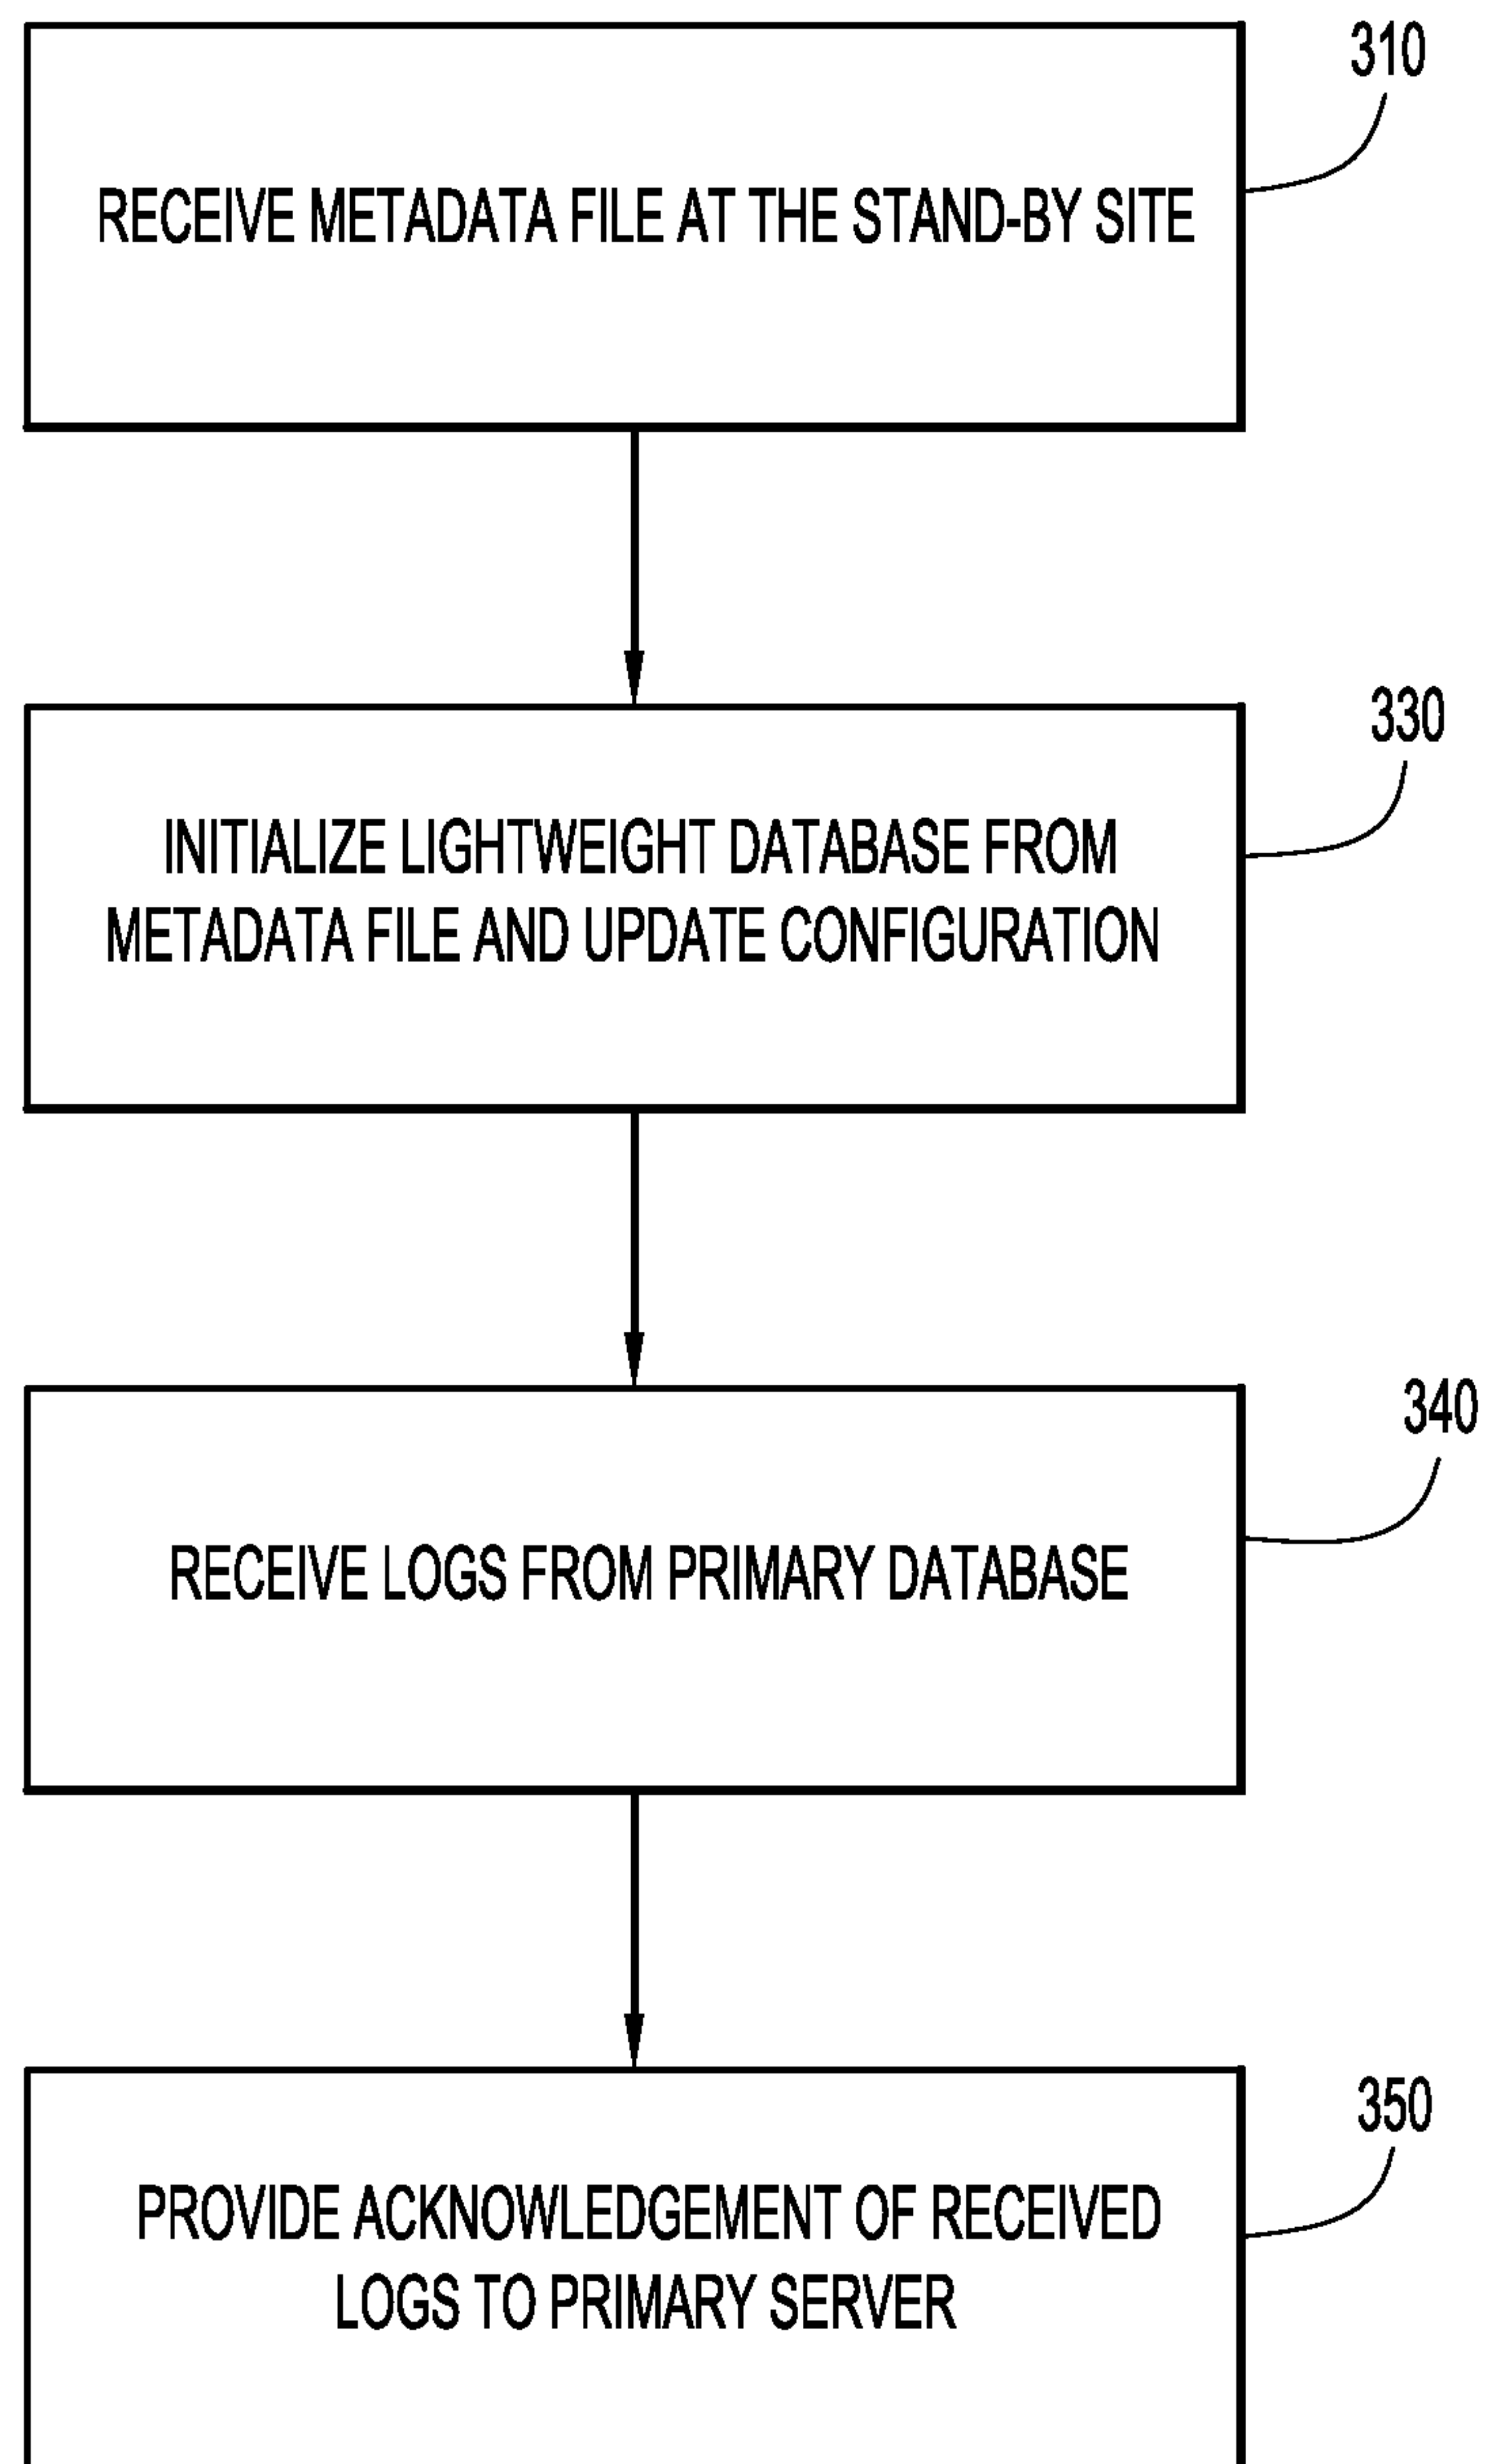 310
RECEIVE METADATA FILE AT THE STAND-BY SITE
330
INITIALIZE LIGHTWEIGHT DATABASE FROM
METADATA FILE AND UPDATE CONFIGURATION
340
RECEIVE LOGS FROM PRIMARY DATABASE
350
PROVIDE ACKNOWLEDGEMENT OF RECEIVED
LOGS TO PRIMARY SERVER